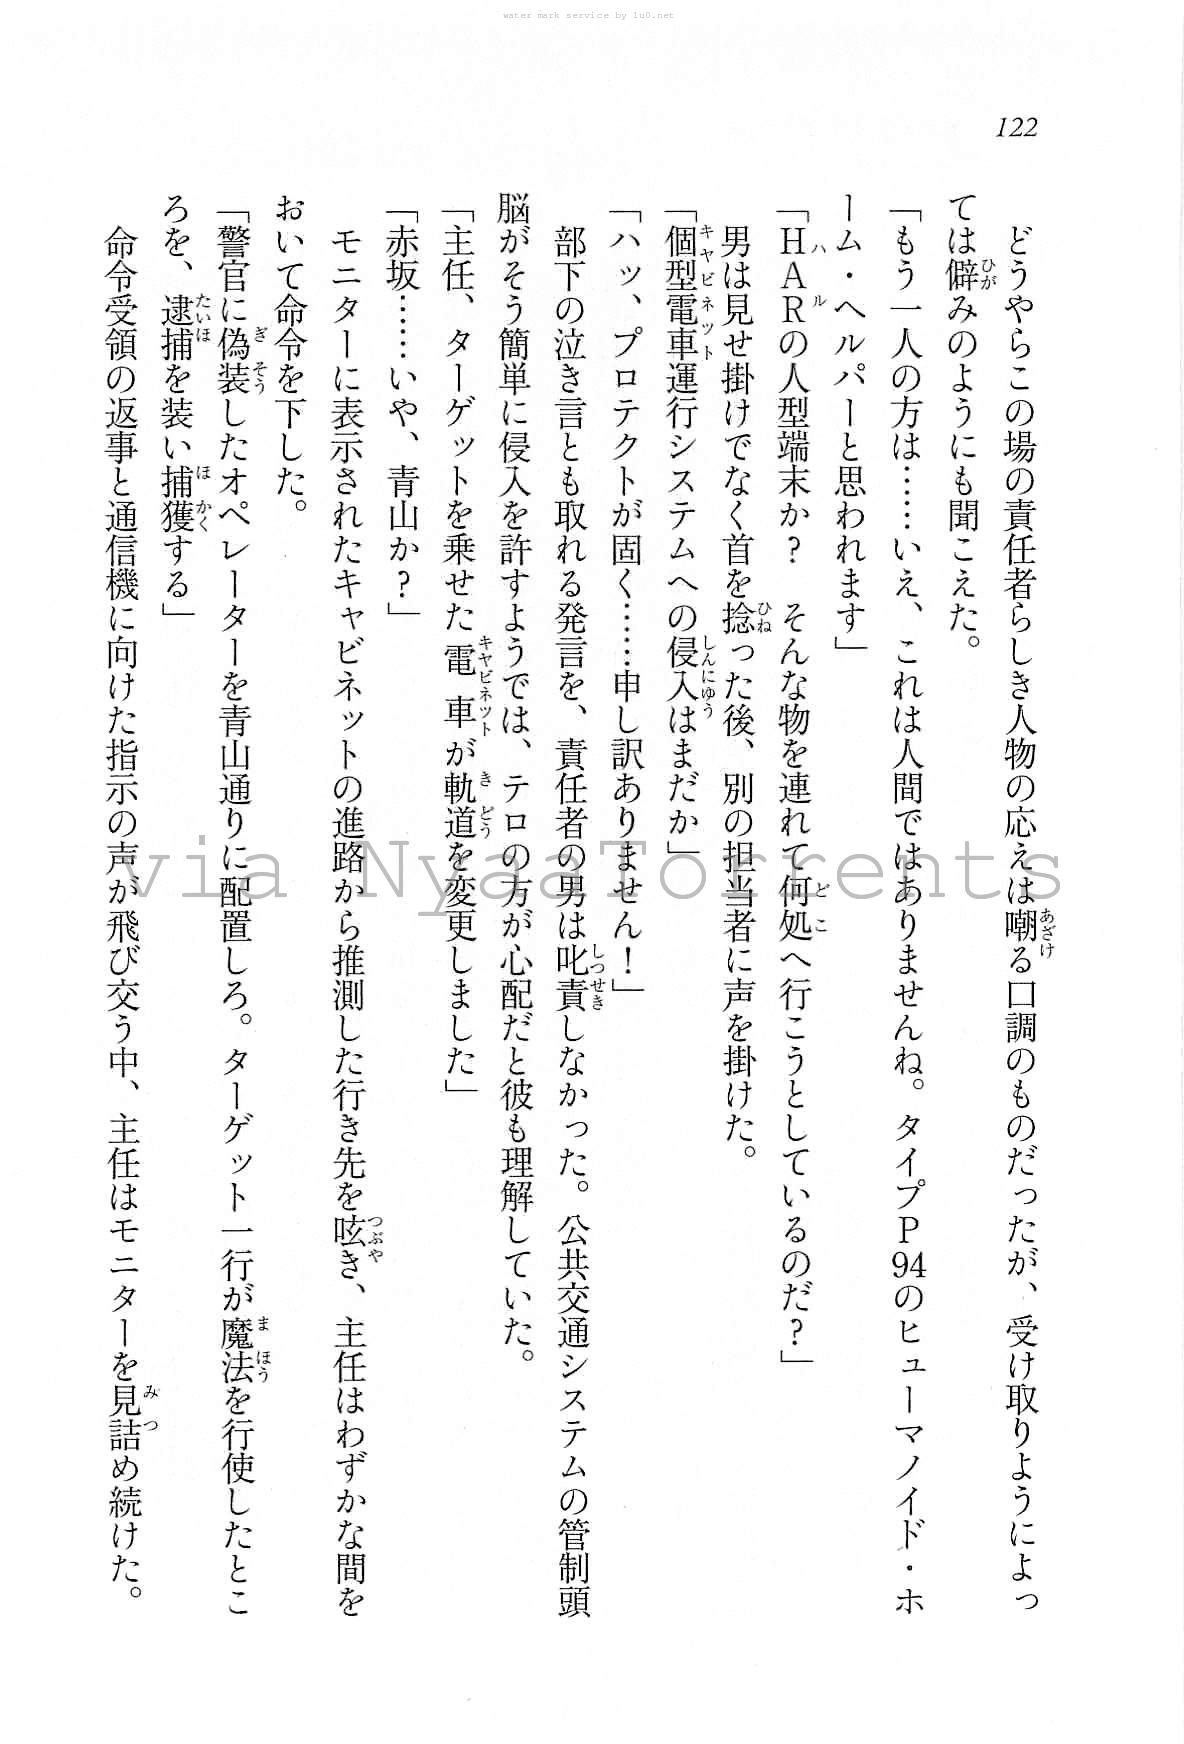 water mark service by lu0.net
122
どうやらこの場の責任者らしき人物の応えは嘲る口調のものだったが、受け取りようによっ
ては僻みのようにも聞こえた。
「もう一人の方は……いえ、これは人間ではありませんね。タイプP94のヒューマノイド・ホ
ーム・ヘルパーと思われます」
「HARの人型端末か?　そんな物を連れて何処へ行こうとしているのだ?」
男は見せ掛けでなく首を捻った後、別の担当者に声を掛けた。
「個型電車運行システムへの侵入はまだか」
「ハッ、プロテクトが固く……申し訳ありません!」
部下の泣き言とも取れる発言を、責任者の男は叱責しなかった。公共交通システムの管制頭
脳がそう簡単に侵入を許すようでは、テロの方が心配だと彼も理解していた。
「主任、ターゲットを乗せた電車が軌道を変更しました」
「赤坂……いや、青山か?」
モニターに表示されたキャビネットの進路から推測した行き先を呟き、主任はわずかな間を
おいて命令を下した。
「警官に偽装したオペレーターを青山通りに配置しろ。ターゲット一行が魔法を行使したとこ
ろを、逮捕を装い捕獲する」
命令受領の返事と通信機に向けた指示の声が飛び交う中、主任はモニターを見詰め続けた。
via NyaaTorrents